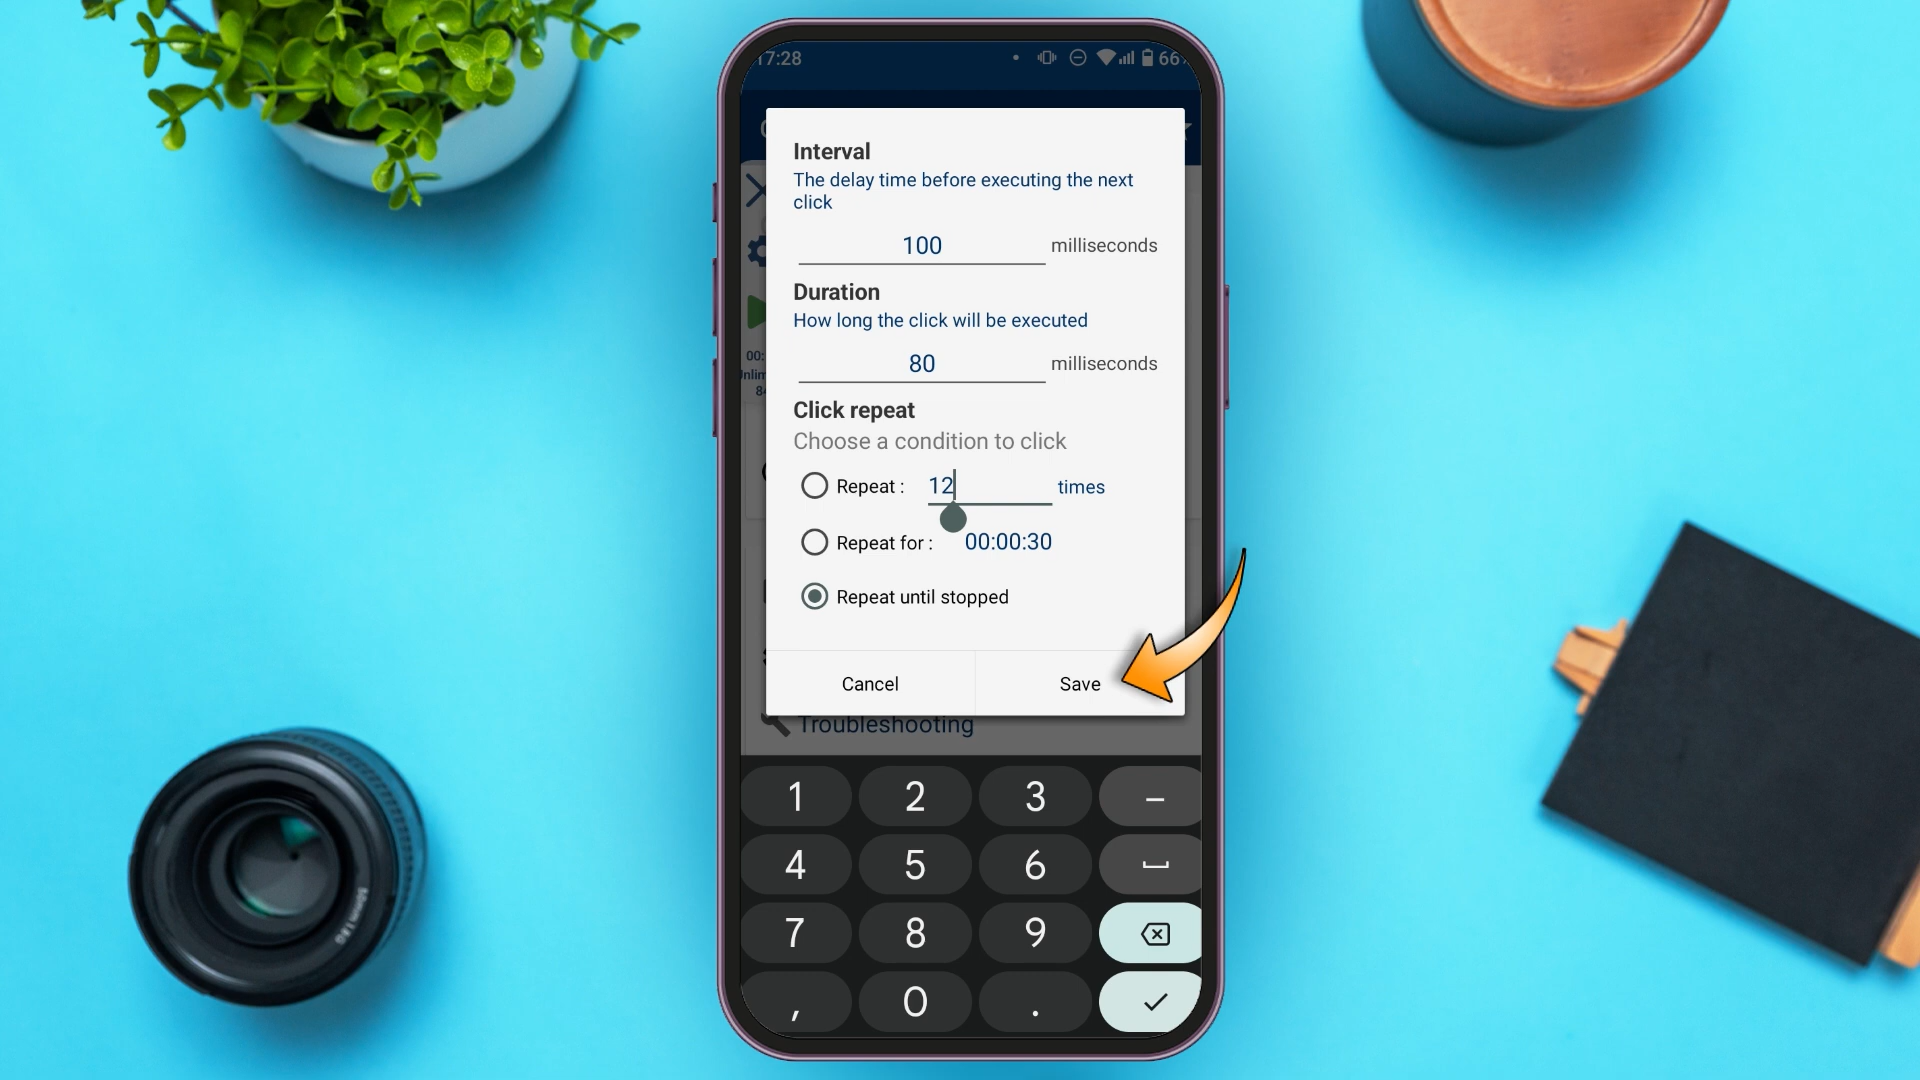 17:28
66
Interval
The delay time before executing the next
click
100 milliseconds
Duration
How long the click will be executed
80 milliseconds
Click repeat
Choose a condition to click
Repeat : 12 times
Repeat for : 00:00:30
Repeat until stopped
Cancel Save
Troubleshooting
1 2 3 –
4 5 6
7 8 9
, 0 .